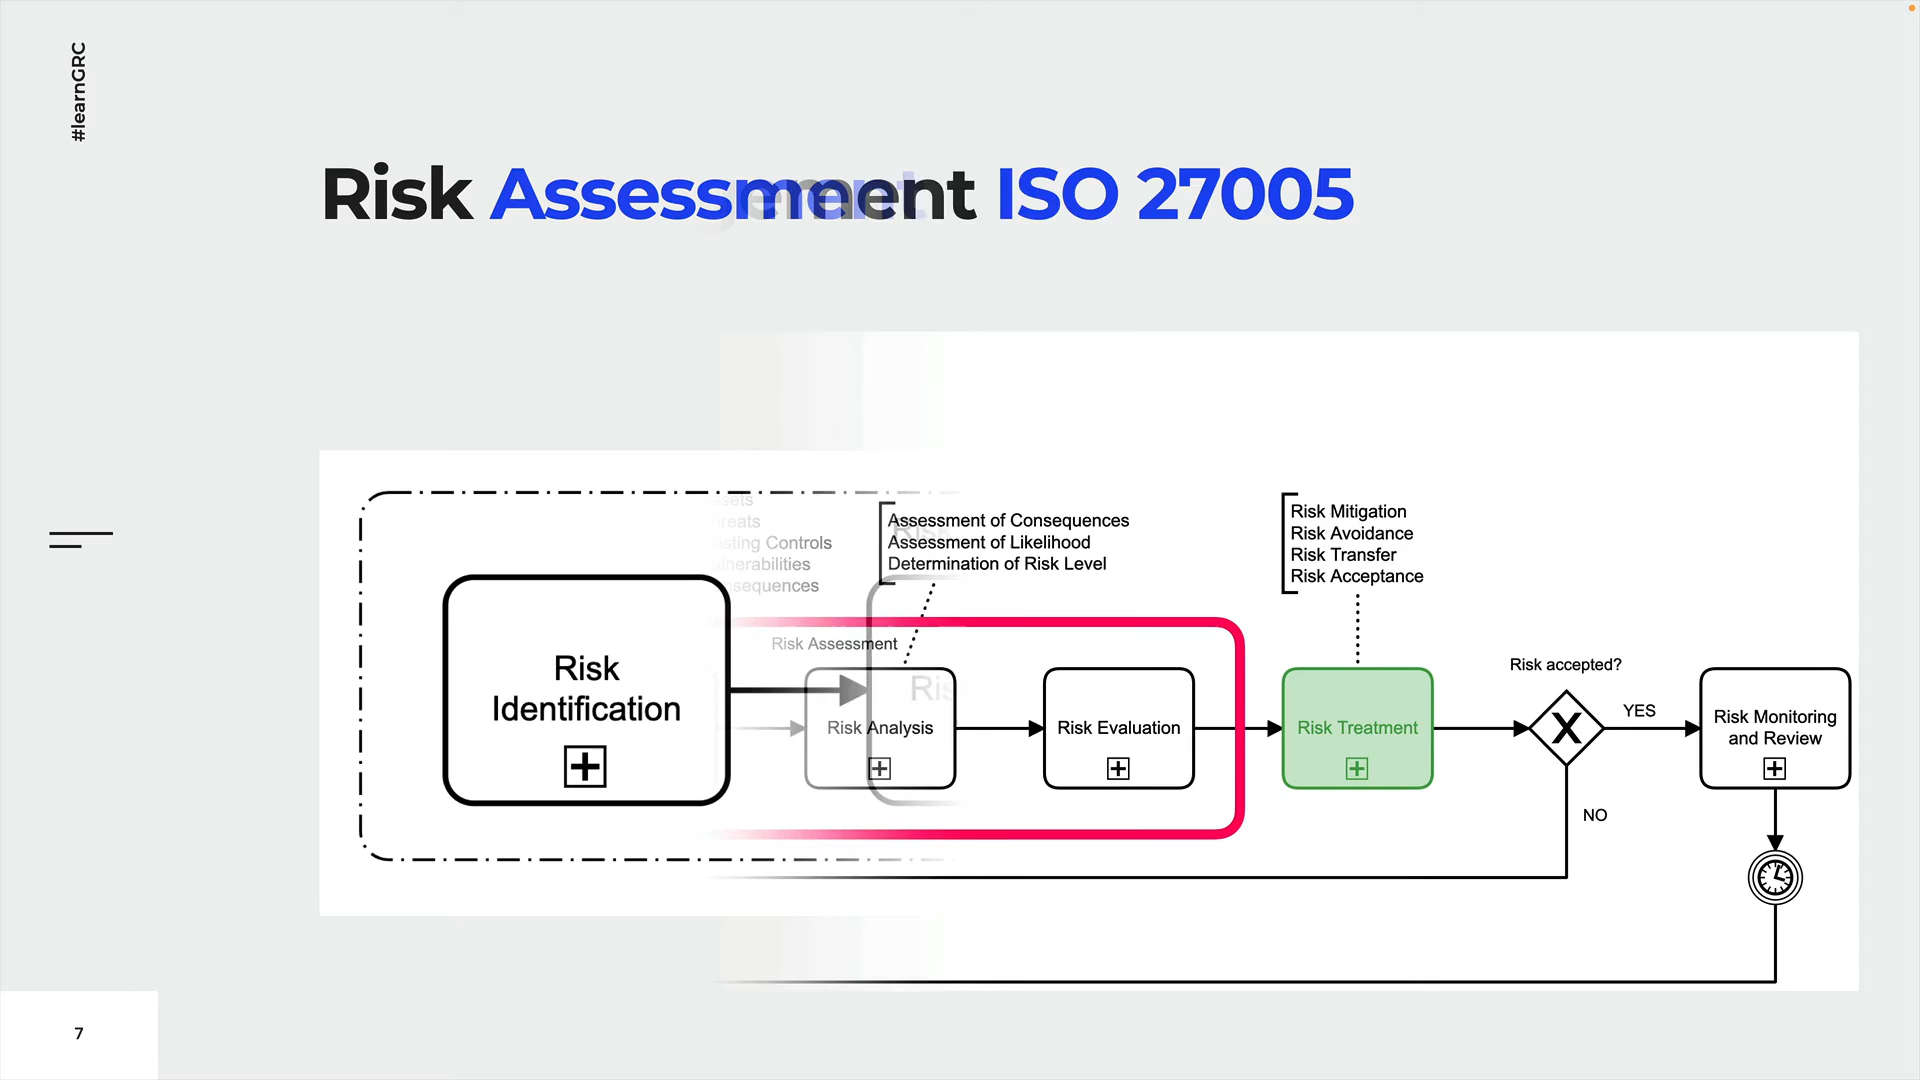 #learnGRC
Risk Assessment ISO 27005
Controls
Assessment of Consequences
Assessment of Likelihood
Determination of Risk Level
Risk Mitigation
Risk Avoidance
Risk Transfer
Risk Acceptance
Risk Assessment
Risk accepted?
Risk
Identification
Risk Analysis
Risk Evaluation
Risk Treatment
X
YES
Risk Monitoring
and Review
NO
7